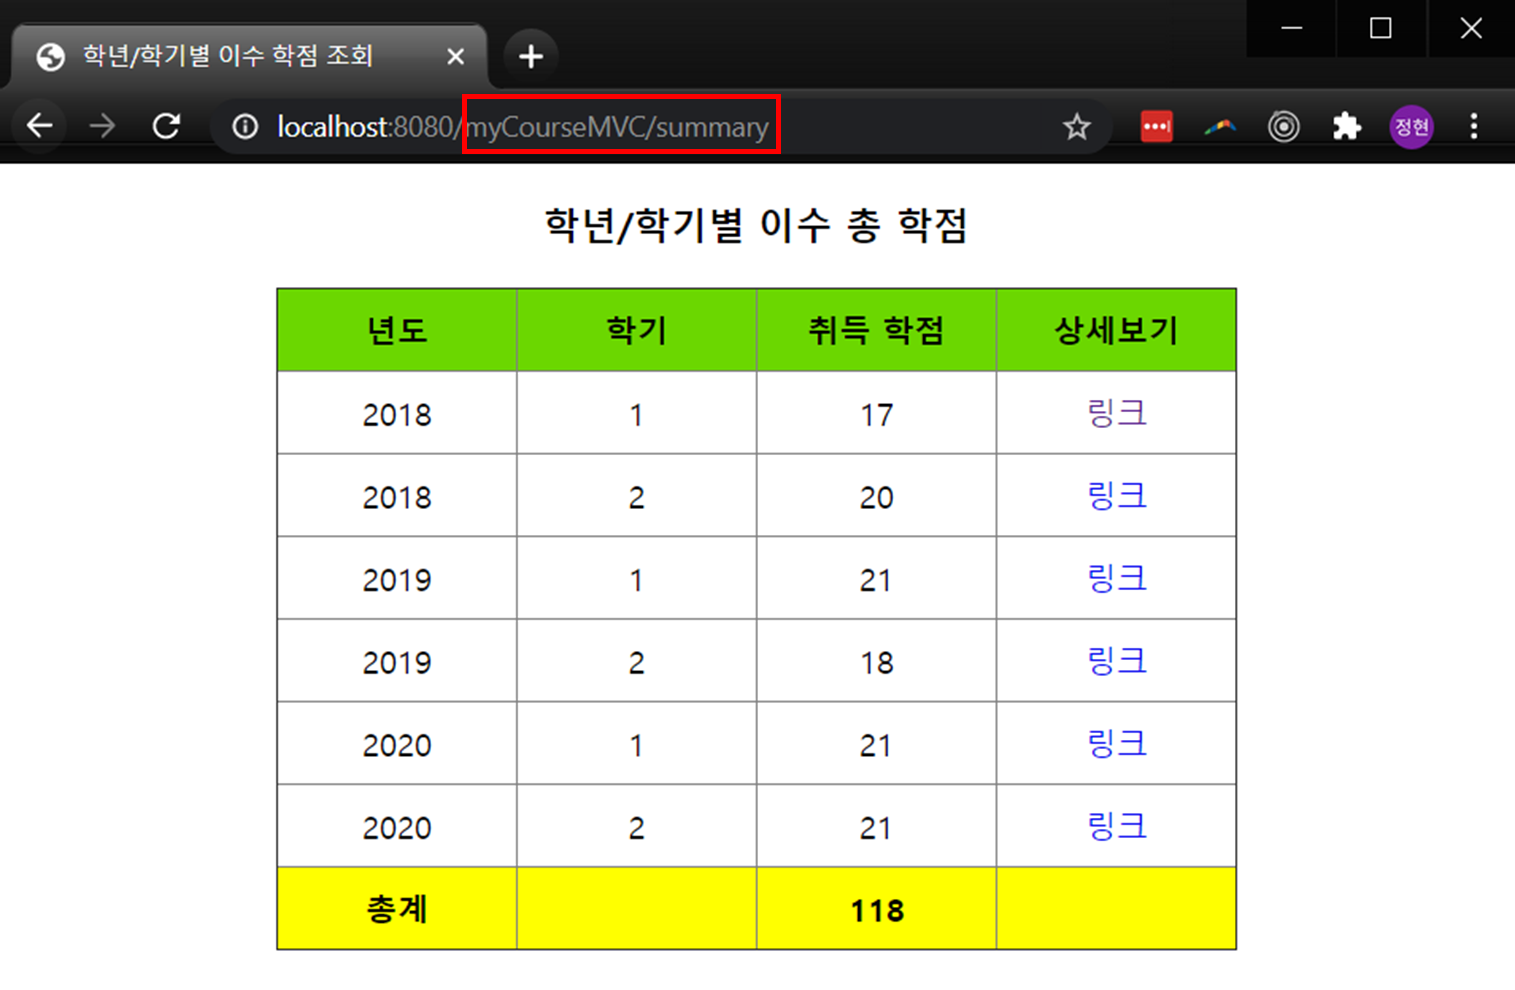 학년/학기별 이수 학점 조회
localhost:8080/myCourseMVC/summary
정현
학년/학기별 이수 총 학점
년도 학기 취득 학점 상세보기
2018 1 17 링크
2018 2 20 링크
2019 1 21 링크
2019 2 18 링크
2020 1 21 링크
2020 2 21 링크
총계 118